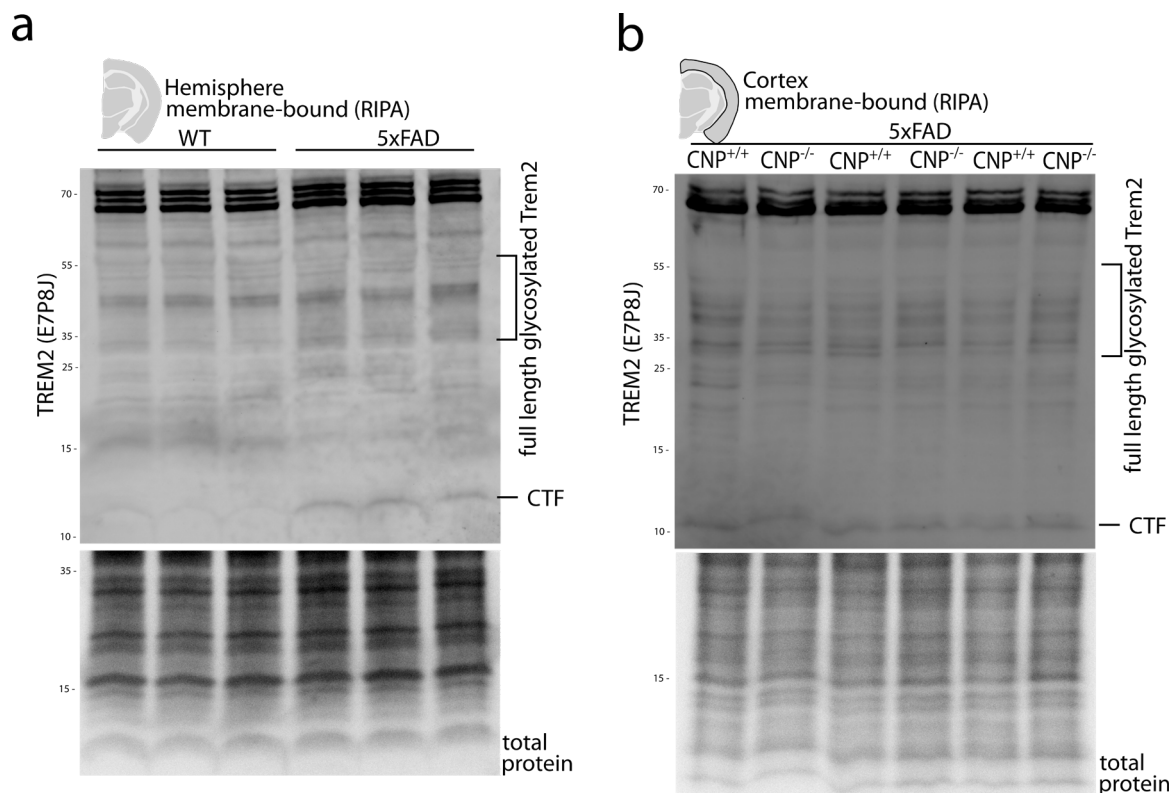 a
Hemisphere
membrane-bound (RIPA)
WT 5xFAD
TREM2 (E7P8J)
70 -
55 -
35 -
25 -
15 -
10 -
full length glycosylated Trem2
CTF
35 -
15 -
total
protein
b
Cortex
membrane-bound (RIPA)
5xFAD
CNP+/+ CNP-/- CNP+/+ CNP-/- CNP+/+ CNP-/-
TREM2 (E7P8J)
70 -
55 -
35 -
25 -
15 -
10 -
full length glycosylated Trem2
CTF
15 -
total
protein